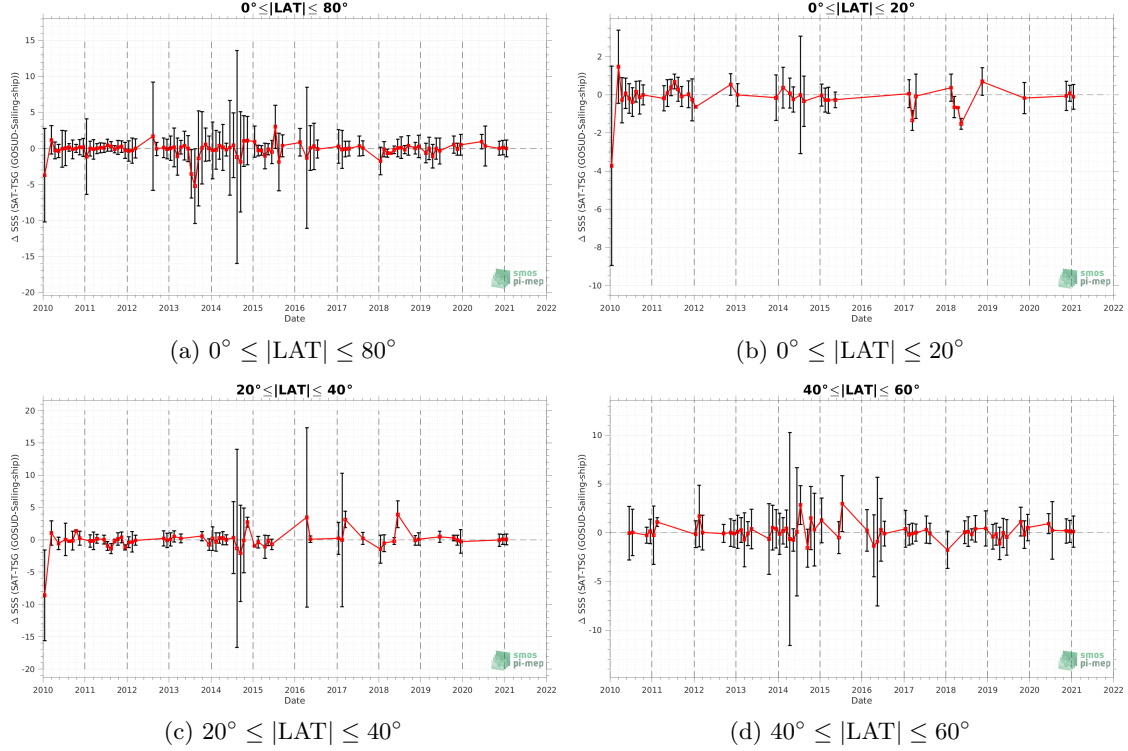 0°≤|LAT|≤ 80°
Δ SSS (SAT-TSG (GOSUD-Sailing-ship))
15
10
5
0
-5
-10
-15
-20
2010 2011 2012 2013 2014 2015 2016 2017 2018 2019 2020 2021 2022
Date
smos
pi-mep
(a) 0° ≤ |LAT| ≤ 80°
0°≤|LAT|≤ 20°
Δ SSS (SAT-TSG (GOSUD-Sailing-ship))
2
0
-2
-4
-6
-8
-10
2010 2011 2012 2013 2014 2015 2016 2017 2018 2019 2020 2021 2022
Date
smos
pi-mep
(b) 0° ≤ |LAT| ≤ 20°
20°≤|LAT|≤ 40°
Δ SSS (SAT-TSG (GOSUD-Sailing-ship))
20
15
10
5
0
-5
-10
-15
-20
2010 2011 2012 2013 2014 2015 2016 2017 2018 2019 2020 2021 2022
Date
smos
pi-mep
(c) 20° ≤ |LAT| ≤ 40°
40°≤|LAT|≤ 60°
Δ SSS (SAT-TSG (GOSUD-Sailing-ship))
10
5
0
-5
-10
2010 2011 2012 2013 2014 2015 2016 2017 2018 2019 2020 2021 2022
Date
smos
pi-mep
(d) 40° ≤ |LAT| ≤ 60°